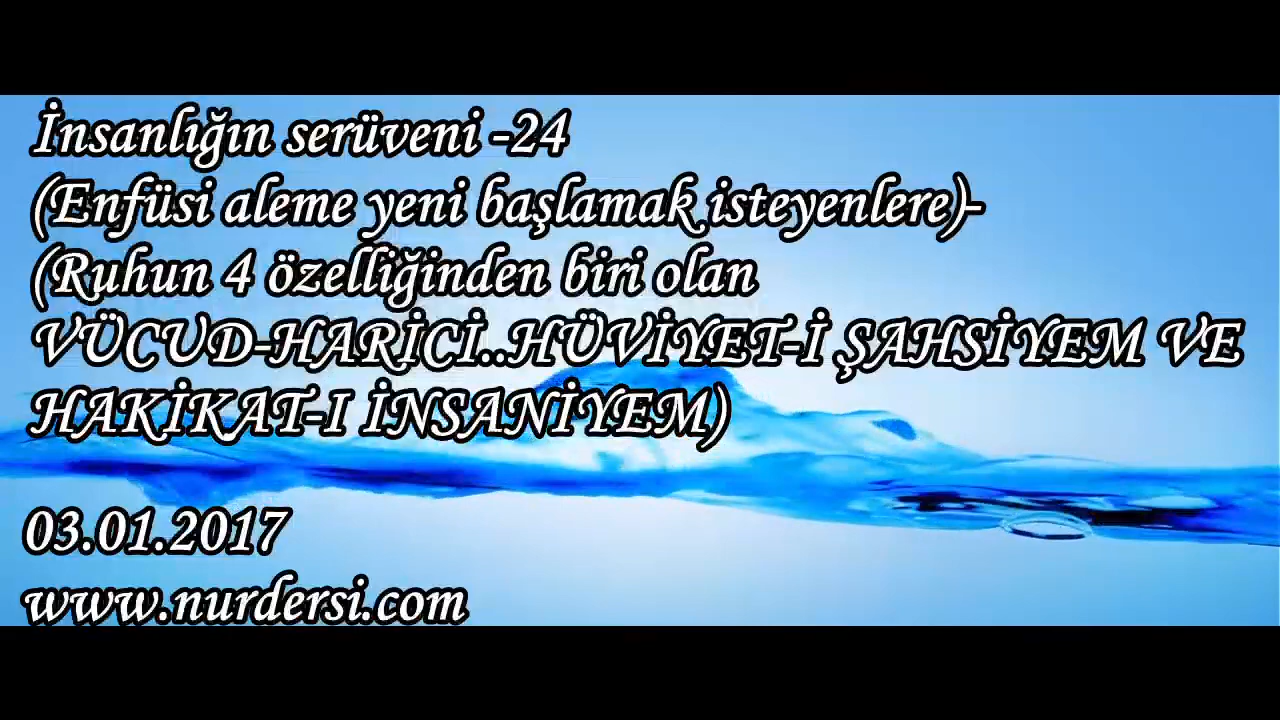 İnsanlığın serüveni -24
(Enfüsi aleme yeni başlamak isteyenlere)-
(Ruhun 4 özelliğinden biri olan
VÜCUD-HARİCİ..HÜVİYET-İ ŞAHSİYEM VE
HAKİKAT-I İNSANİYEM)
03.01.2017
www.nurdersi.com